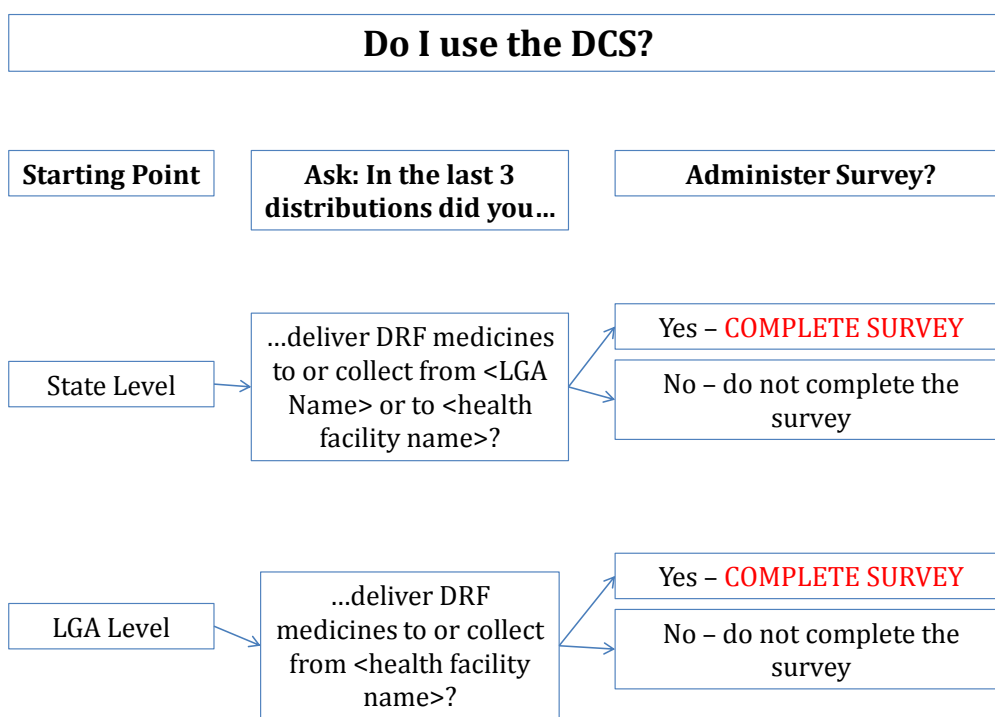 Do I use the DCS?
Starting Point
Ask: In the last 3
distributions did you…
Administer Survey?
State Level
…deliver DRF medicines
to or collect from <LGA
Name> or to <health
facility name>?
Yes – COMPLETE SURVEY
No – do not complete the
survey
LGA Level
…deliver DRF
medicines to or collect
from <health facility
name>?
Yes – COMPLETE SURVEY
No – do not complete the
survey